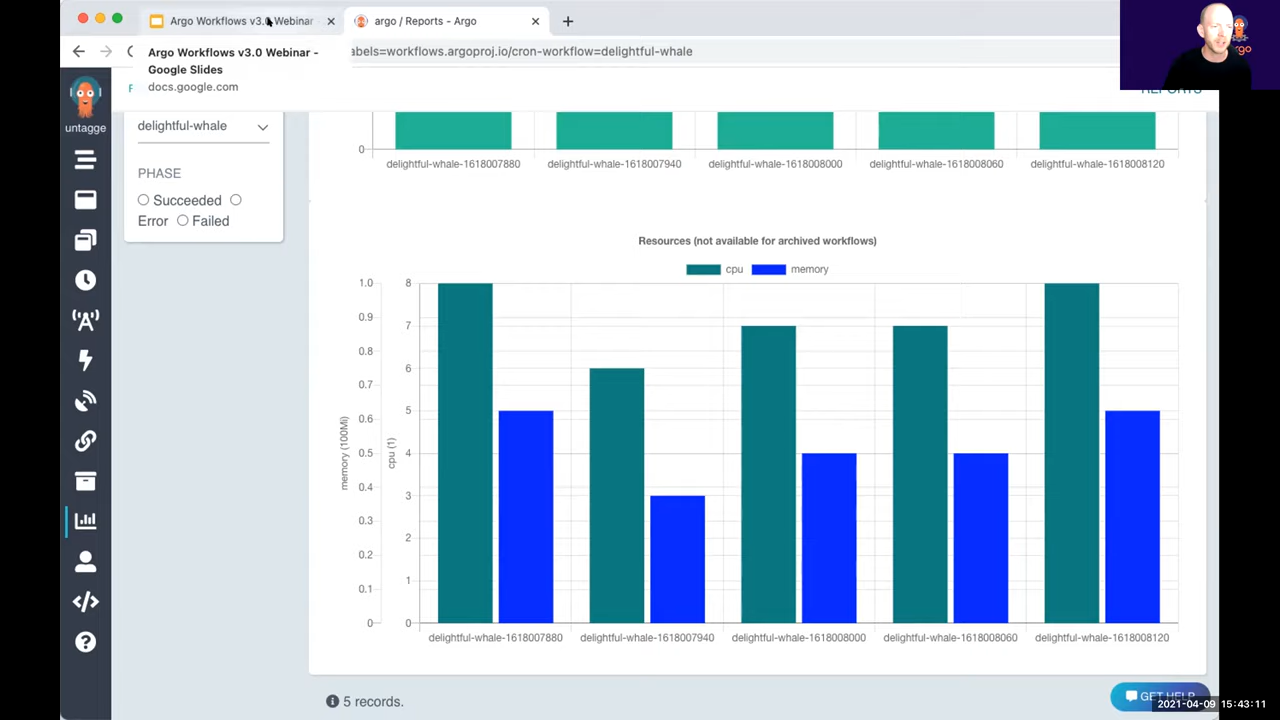 Argo Workflows v3.0 Webinar
argo / Reports - Argo
Argo Workflows v3.0 Webinar -
Google Slides
docs.google.com
abels=workflows.argoproj.io/cron-workflow=delightful-whale
untagge
REPORTS
delightful-whale
PHASE
Succeeded
Error
Failed
0
delightful-whale-1618007880
delightful-whale-1618007940
delightful-whale-1618008000
delightful-whale-1618008060
delightful-whale-1618008120
Resources (not available for archived workflows)
cpu
memory
1.0
0.9
0.8
0.7
0.6
0.5
0.4
0.3
0.2
0.1
0
memory (100Mi)
8
7
6
5
4
3
2
1
0
cpu (1)
delightful-whale-1618007880
delightful-whale-1618007940
delightful-whale-1618008000
delightful-whale-1618008060
delightful-whale-1618008120
5 records.
GET HELP
2021-04-09 15:43:11